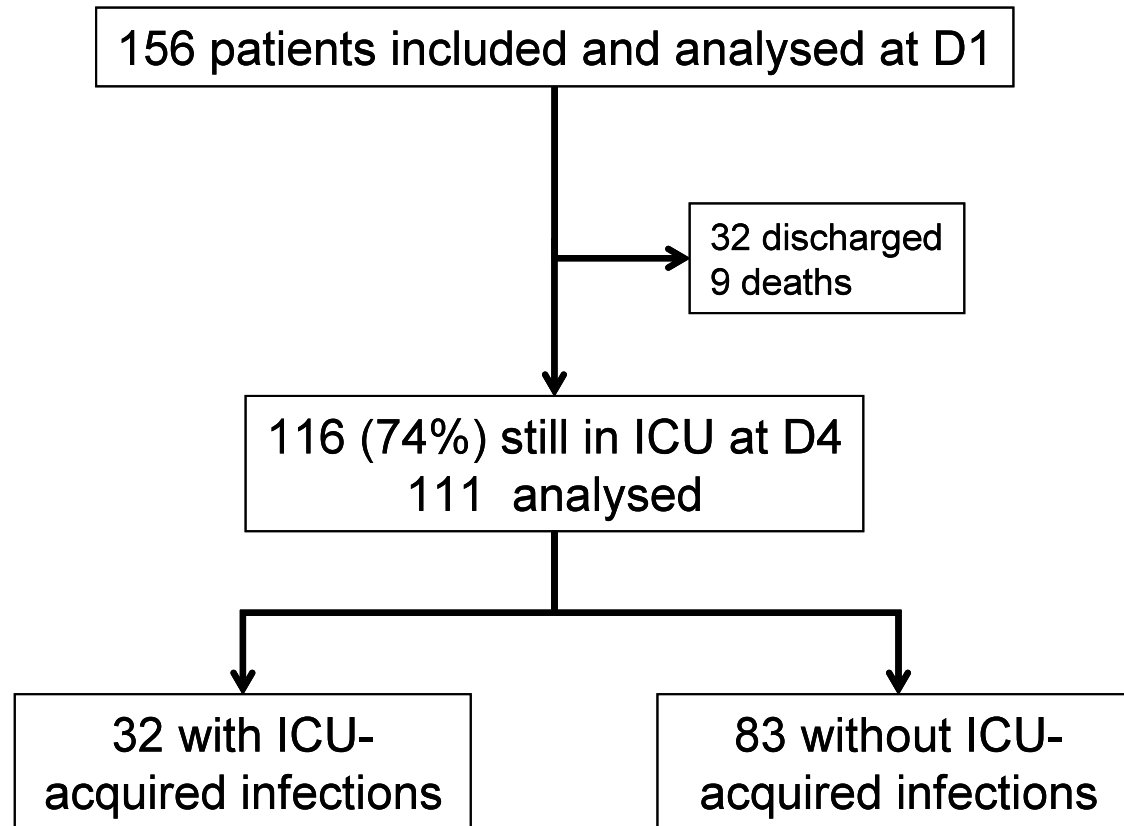 156 patients included and analysed at D1
32 discharged
9 deaths
116 (74%) still in ICU at D4
111 analysed
32 with ICU-
acquired infections
83 without ICU-
acquired infections